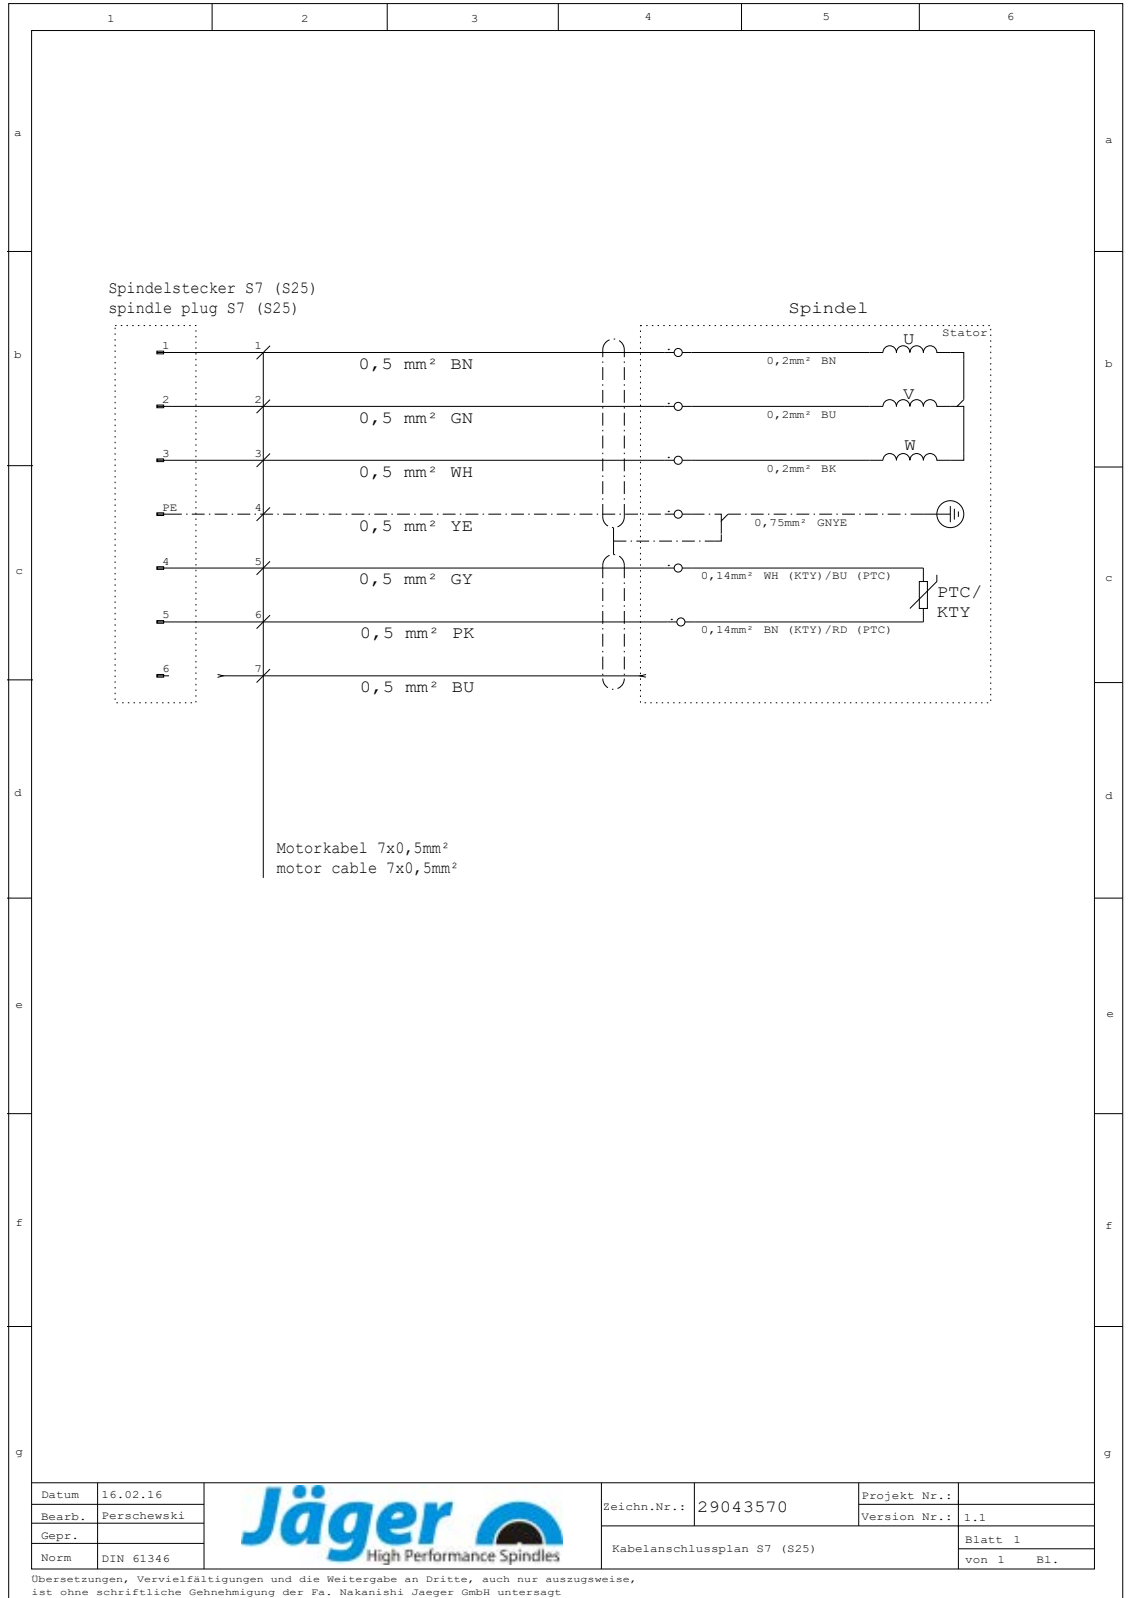 1 2 3 4 5 6
a a
Spindelstecker S7 (S25)
spindle plug S7 (S25)
Spindel
b b
Stator
1 1 0,5 mm² BN 0,2mm² BN U
2 2 0,5 mm² GN 0,2mm² BU V
3 3 0,5 mm² WH 0,2mm² BK W
PE 4 0,5 mm² YE 0,75mm² GNYE
c c
4 5 0,5 mm² GY 0,14mm² WH (KTY)/BU (PTC)
PTC/
KTY
5 6 0,5 mm² PK 0,14mm² BN (KTY)/RD (PTC)
6 7 0,5 mm² BU
d d
Motorkabel 7x0,5mm²
motor cable 7x0,5mm²
e e
f f
g g
Datum 16.02.16
Bearb. Perschewski
Gepr.
Norm DIN 61346
Jäger
High Performance Spindles
Zeichn.Nr.: 29043570
Kabelanschlussplan S7 (S25)
Projekt Nr.:
Version Nr.: 1.1
Blatt 1
von 1 Bl.
Übersetzungen, Vervielfältigungen und die Weitergabe an Dritte, auch nur auszugsweise,
ist ohne schriftliche Gehnehmigung der Fa. Nakanishi Jaeger GmbH untersagt